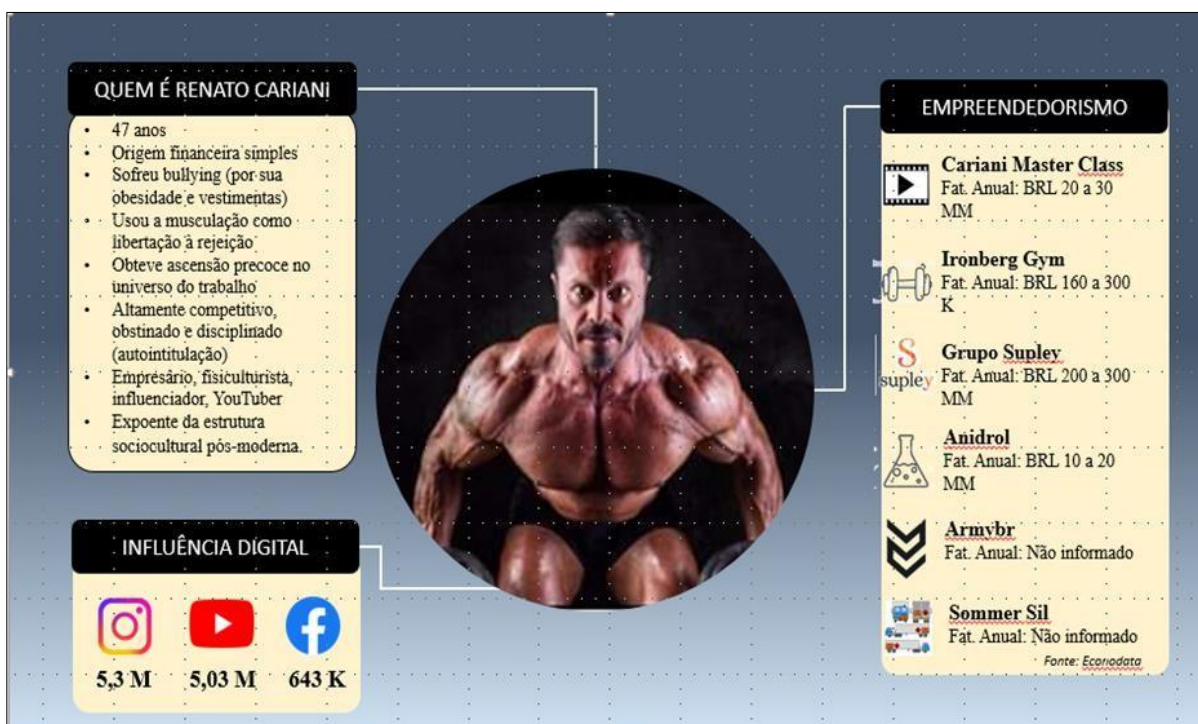 QUEM É RENATO CARIANI
• 47 anos
• Origem financeira simples
• Sofreu bullying (por sua
obesidade e vestimentas)
• Usou a musculação como
libertação à rejeição
• Obteve ascensão precoce no
universo do trabalho
• Altamente competitivo,
obstinado e disciplinado
(autointitulação)
• Empresário, fisiculturista,
influenciador, YouTuber
• Expoente da estrutura
sociocultural pós-moderna.
INFLUÊNCIA DIGITAL
5,3 M 5,03 M 643 K
EMPREENDEDORISMO
Cariani Master Class
Fat. Anual: BRL 20 a 30
MM
Ironberg Gym
Fat. Anual: BRL 160 a 300
K
supley
Grupo Supley
Fat. Anual: BRL 200 a 300
MM
Anidrol
Fat. Anual: BRL 10 a 20
MM
Armybr
Fat. Anual: Não informado
Sommer Sil
Fat. Anual: Não informado
Fonte: Econodata